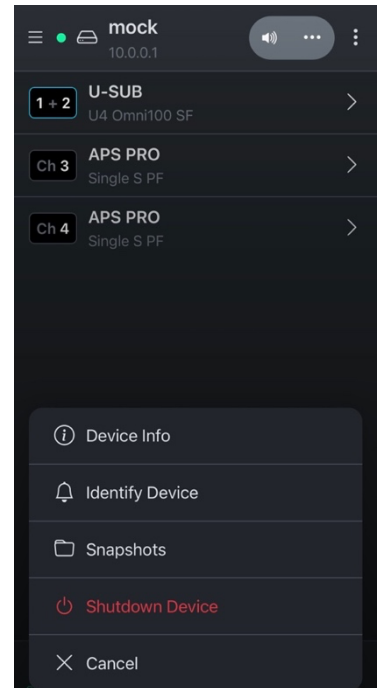 mock
10.0.0.1
1 + 2
U-SUB
U4 Omni100 SF
Ch 3
APS PRO
Single S PF
Ch 4
APS PRO
Single S PF
Device Info
Identify Device
Snapshots
Shutdown Device
Cancel